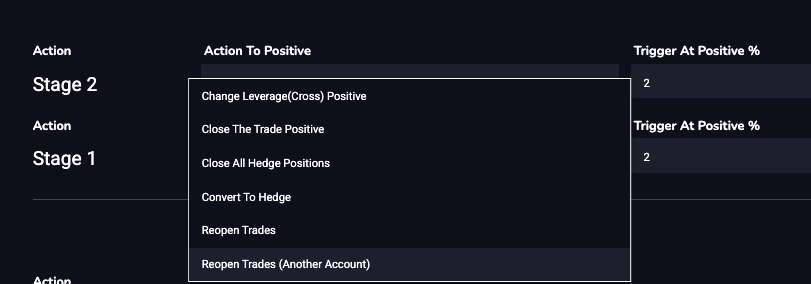 Action
Action To Positive
Trigger At Positive %
Stage 2
2
Change Leverage(Cross) Positive
Close The Trade Positive
Action
Trigger At Positive %
Stage 1
2
Close All Hedge Positions
Convert To Hedge
Reopen Trades
Reopen Trades (Another Account)
Action